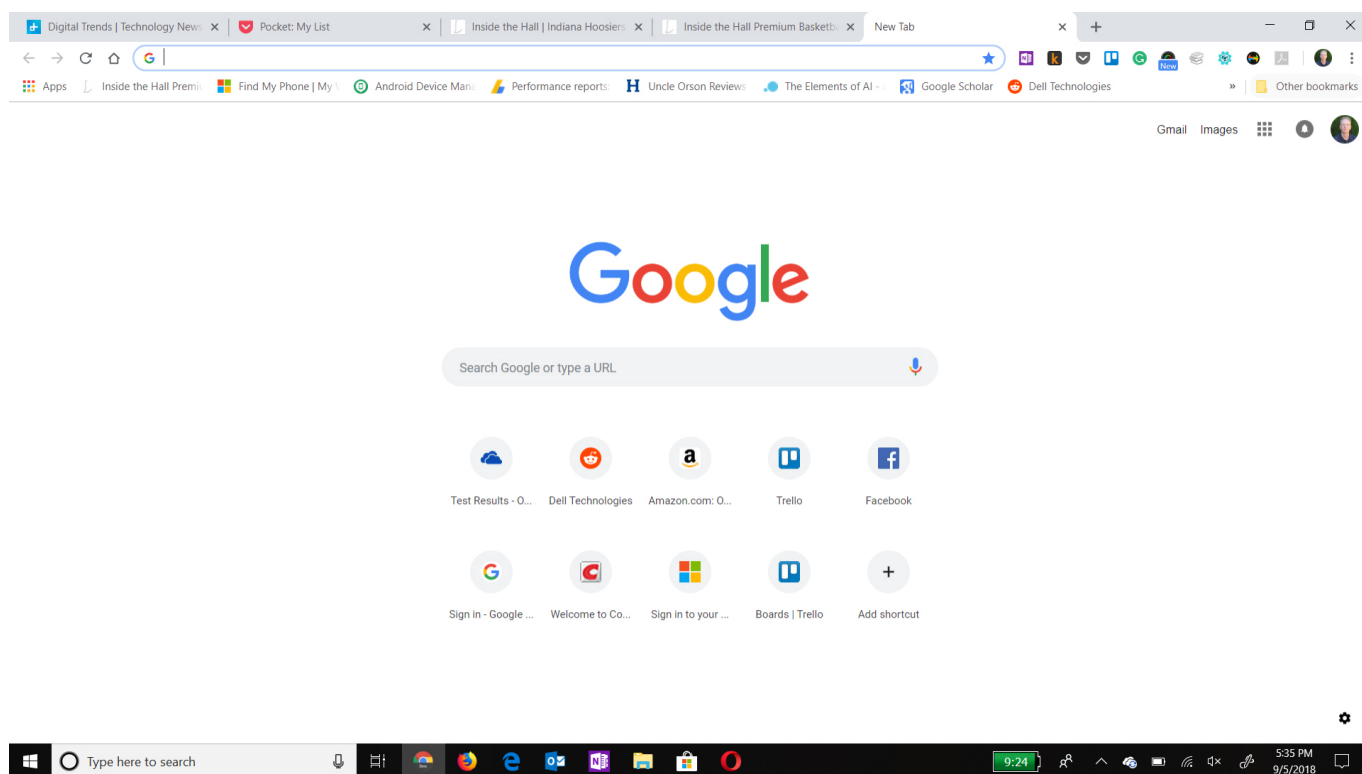 Digital Trends | Technology News Pocket: My List Inside the Hall | Indiana Hoosiers Inside the Hall Premium Basketb New Tab
New
Apps Inside the Hall Premi Find My Phone | My Android Device Man Performance reports: H Uncle Orson Reviews The Elements of AI - Google Scholar Dell Technologies » Other bookmarks
Gmail Images
Google
Search Google or type a URL
Test Results - O... Dell Technologies Amazon.com: O... Trello Facebook
Sign in - Google ... Welcome to Co... Sign in to your ... Boards | Trello Add shortcut
Type here to search 9:24 5:35 PM
9/5/2018